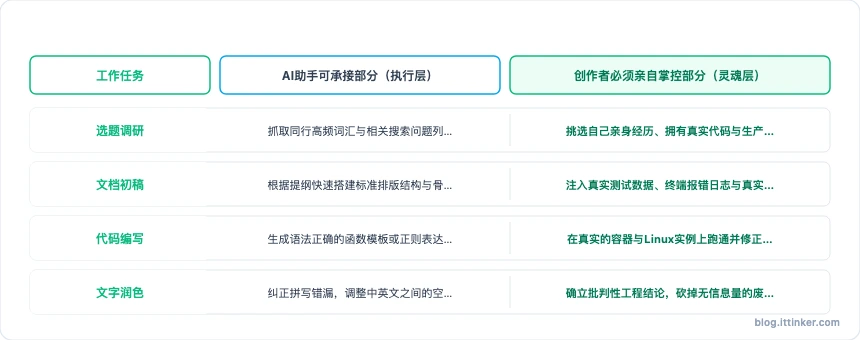 工作任务
AI助手可承接部分（执行层）
创作者必须亲自掌控部分（灵魂层）
选题调研
抓取同行高频词汇与相关搜索问题列...
挑选自己亲身经历、拥有真实代码与生产...
文档初稿
根据提纲快速搭建标准排版结构与骨...
注入真实测试数据、终端报错日志与真实...
代码编写
生成语法正确的函数模板或正则表达...
在真实的容器与Linux实例上跑通并修正...
文字润色
纠正拼写错漏，调整中英文之间的空...
确立批判性工程结论，砍掉无信息量的废...
blog.ittinker.com